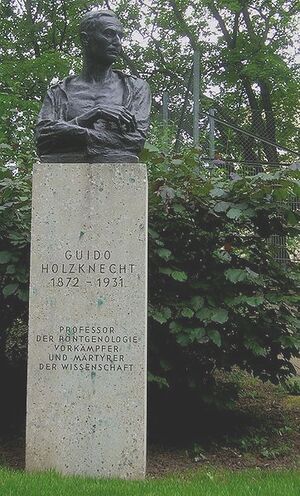 GUIDO
HOLZKNECHT
1872 - 1931
PROFESSOR
DER RÖNTGENOLOGIE
VORKÄMPFER
UND MÄRTYRER
DER WISSENSCHAFT